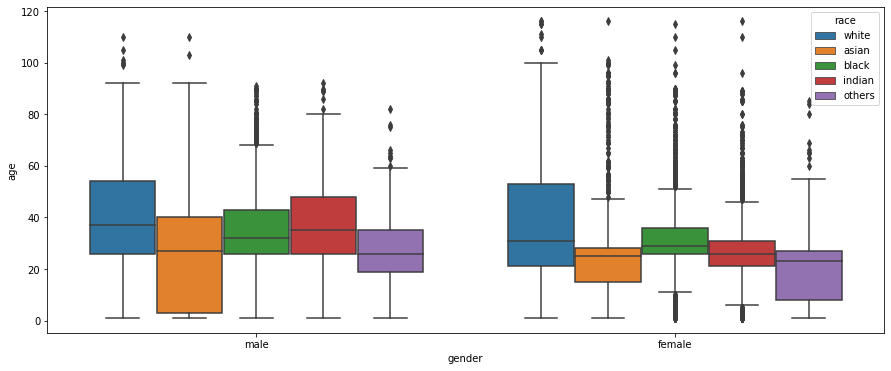 120
100
80
60
40
20
0
age
male
female
gender
race
white
asian
black
indian
others